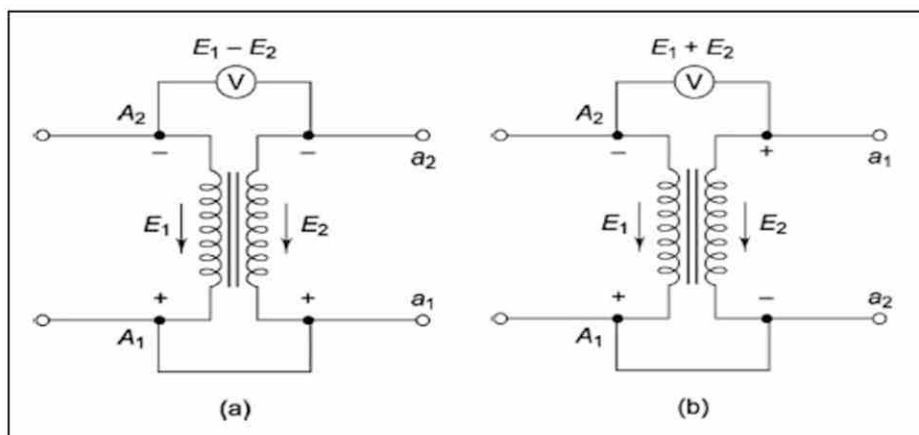 E₁ – E₂
V
A₂
–
–
a₂
E₁
E₂
+
+
A₁
a₁
(a)
E₁ + E₂
V
A₂
–
+
a₁
E₁
E₂
+
–
A₁
a₂
(b)